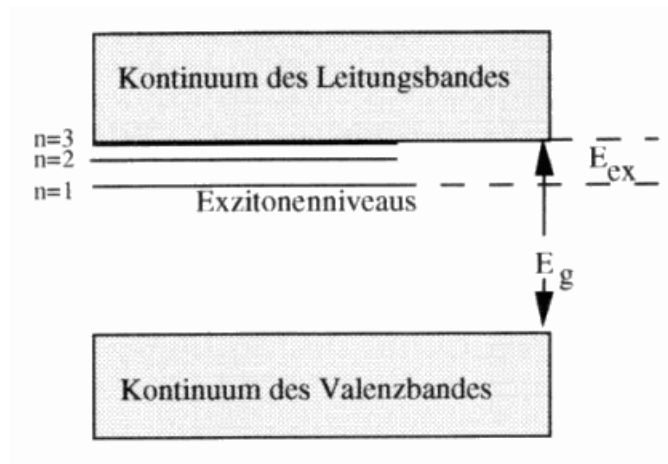 Kontinuum des Leitungsbandes
n=3
n=2
n=1
E_ex
Exzitonenniveaus
E_g
Kontinuum des Valenzbandes